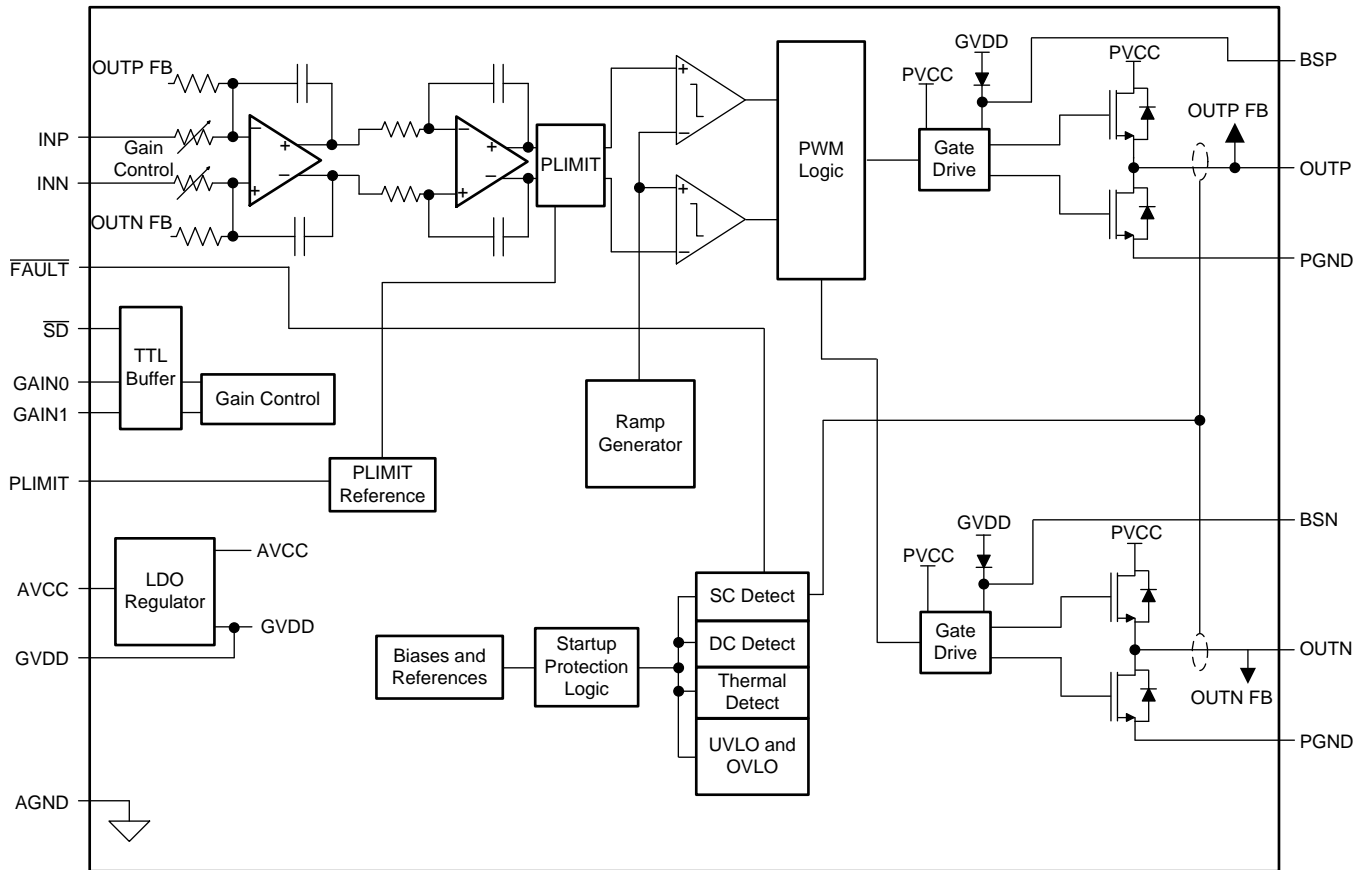 GVDD
PVCC
BSP
OUTP FB
PVCC
OUTP FB
INP
Gain
Control
INN
PLIMIT
PWM
Logic
Gate
Drive
OUTP
OUTN FB
FAULT
PGND
SD
TTL
Buffer
GAIN0
GAIN1
Gain Control
Ramp
Generator
PLIMIT
PLIMIT
Reference
GVDD
BSN
PVCC
PVCC
AVCC
LDO
Regulator
AVCC
GVDD
GVDD
SC Detect
DC Detect
Thermal
Detect
UVLO and
OVLO
Biases and
References
Startup
Protection
Logic
Gate
Drive
OUTN
OUTN FB
PGND
AGND